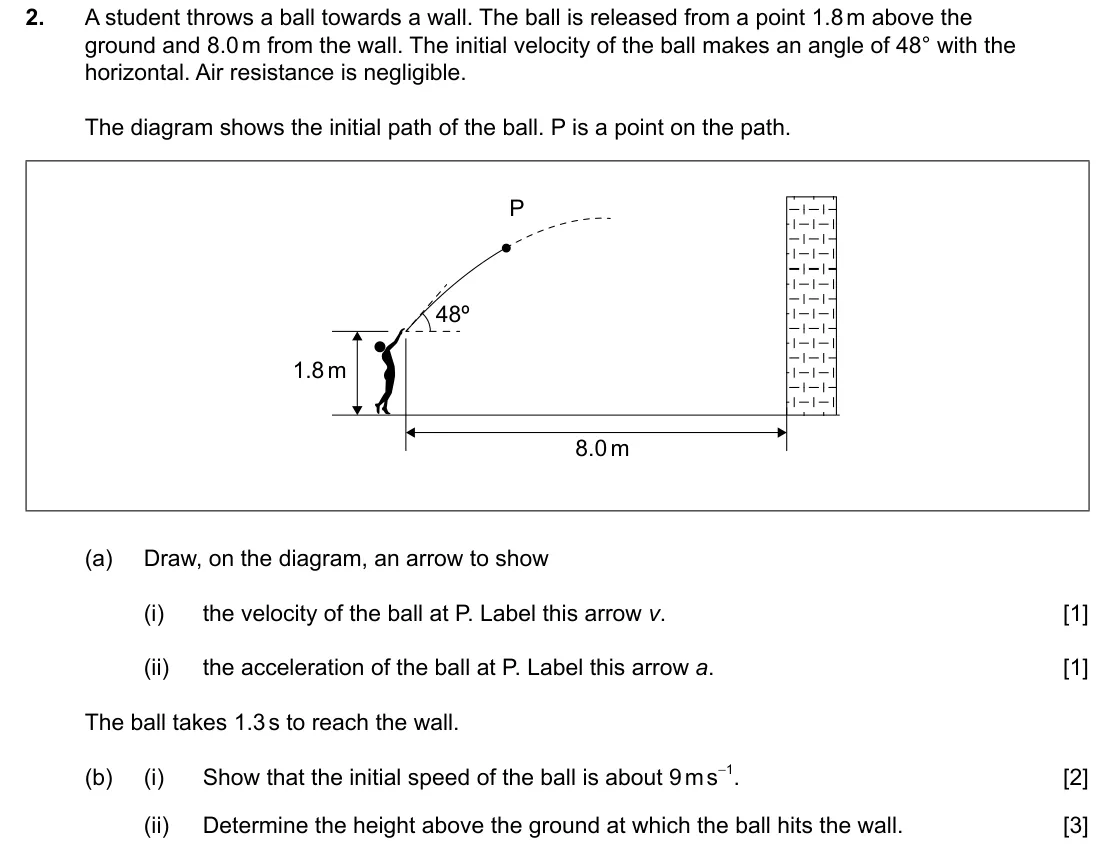 2. A student throws a ball towards a wall. The ball is released from a point 1.8 m above the
ground and 8.0 m from the wall. The initial velocity of the ball makes an angle of 48° with the
horizontal. Air resistance is negligible.
The diagram shows the initial path of the ball. P is a point on the path.
P
48º
1.8 m
8.0 m
(a) Draw, on the diagram, an arrow to show
(i) the velocity of the ball at P. Label this arrow v. [1]
(ii) the acceleration of the ball at P. Label this arrow a. [1]
The ball takes 1.3 s to reach the wall.
(b) (i) Show that the initial speed of the ball is about 9 m s⁻¹. [2]
(ii) Determine the height above the ground at which the ball hits the wall. [3]